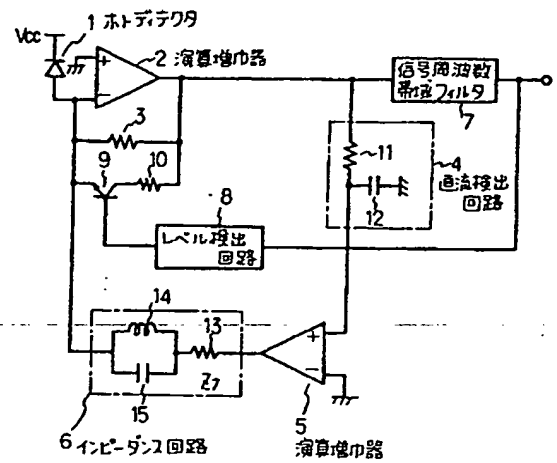 1 ホトディテクタ
Vcc
2 演算増巾器
+
−
信号周波数
帯域フィルタ
7
3
9
10
11
4
直流検出
回路
12
8
レベル検出
回路
14
13
15
Z7
+
−
5
演算増巾器
6 インピーダンス回路